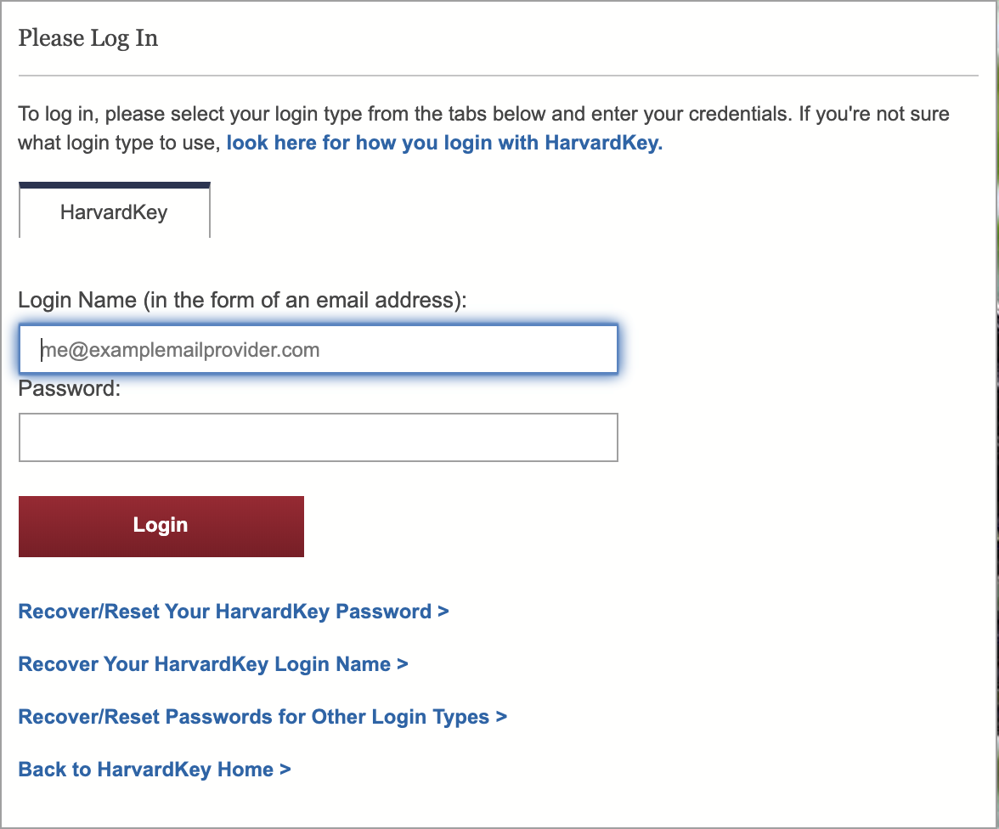 Please Log In
To log in, please select your login type from the tabs below and enter your credentials. If you're not sure
what login type to use, look here for how you login with HarvardKey.
HarvardKey
Login Name (in the form of an email address):
me@examplemailprovider.com
Password:
Login
Recover/Reset Your HarvardKey Password >
Recover Your HarvardKey Login Name >
Recover/Reset Passwords for Other Login Types >
Back to HarvardKey Home >